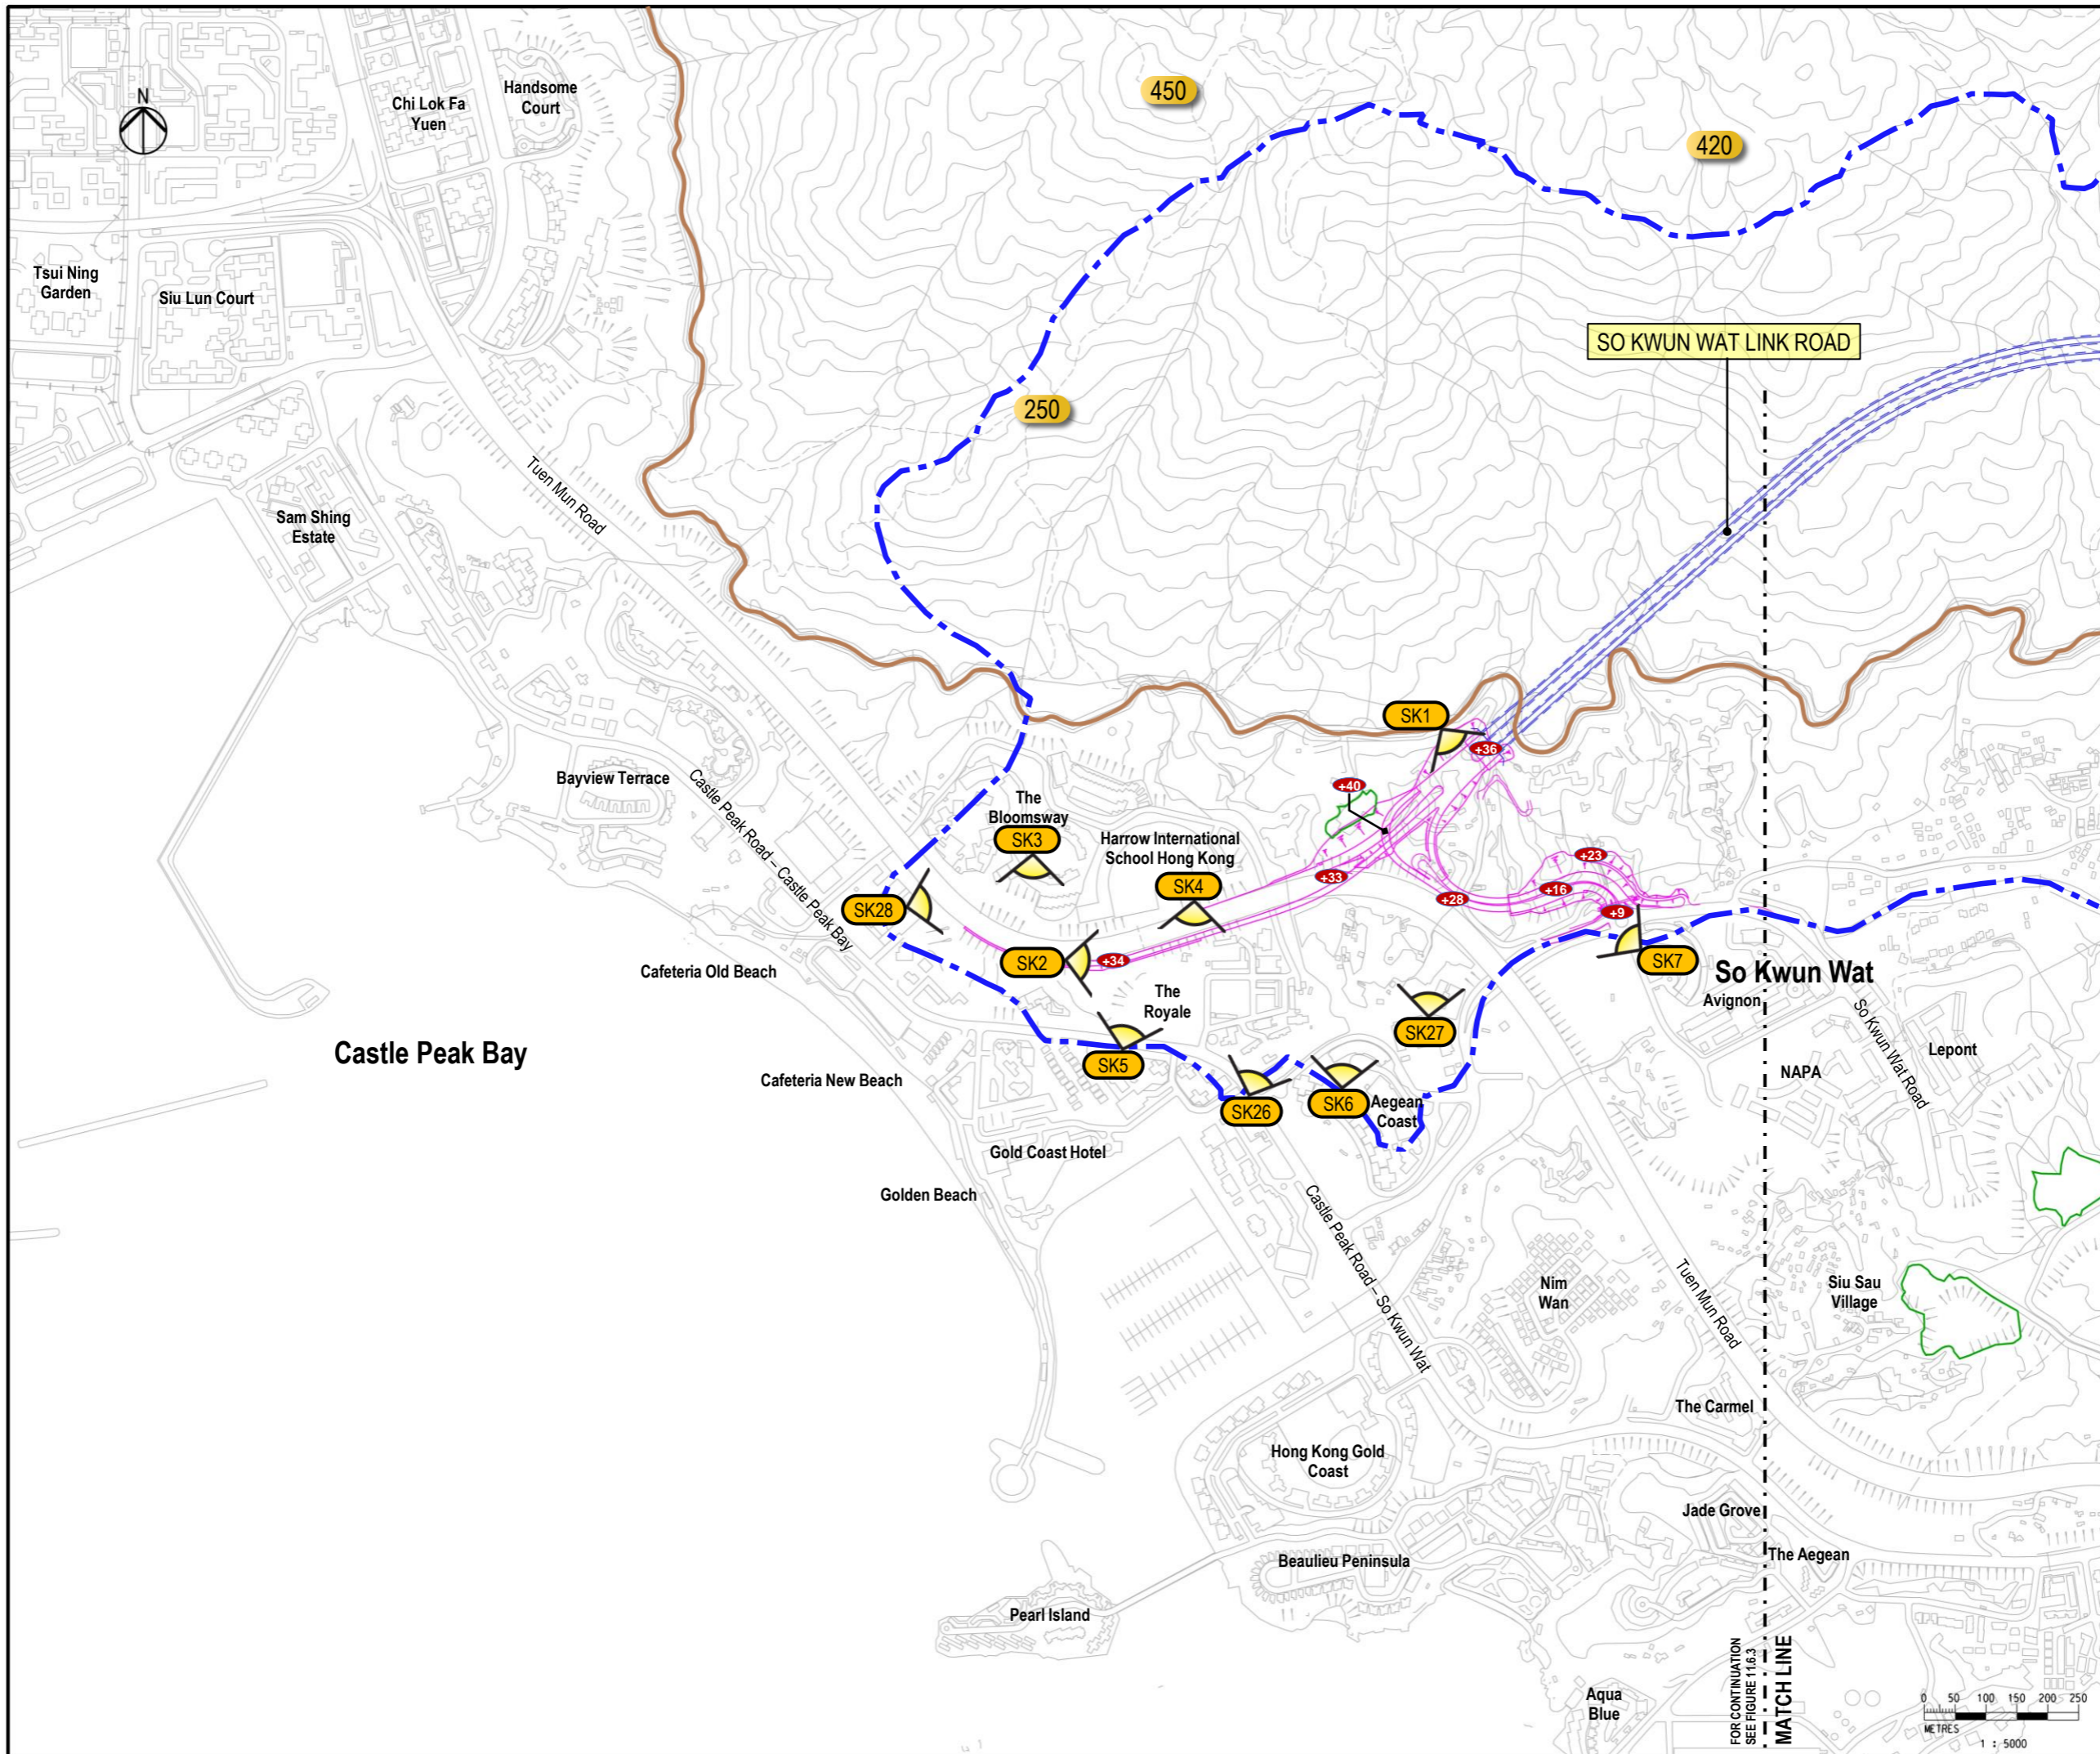 N
Handsome
Court
Chi Lok Fa
Yuen
450
420
Tsui Ning
Garden
Siu Lun Court
SO KWUN WAT LINK ROAD
250
Tuen Mun Road
Sam Shing
Estate
SK1
+36
Bayview Terrace
Castle Peak Road – Castle Peak Bay
The
Bloomsway
SK3
+40
Harrow International
School Hong Kong
SK4
+33
+23
+16
+28
+9
SK28
SK2
+34
SK7
So Kwun Wat
Cafeteria Old Beach
The
Royale
Avignon
So Kwun Wat Road
SK27
Castle Peak Bay
SK5
Lepont
NAPA
Cafeteria New Beach
SK26
SK6
Aegean
Coast
Gold Coast Hotel
Golden Beach
Castle Peak Road – So Kwun Wat
Tuen Mun Road
Nim
Wan
Siu Sau
Village
The Carmel
Hong Kong Gold
Coast
Jade Grove
Beaulieu Peninsula
The Aegean
Pearl Island
Aqua
Blue
FOR CONTINUATION
SEE FIGURE 11.6.3
MATCH LINE
0 50 100 150 200 250
METRES
1 : 5000